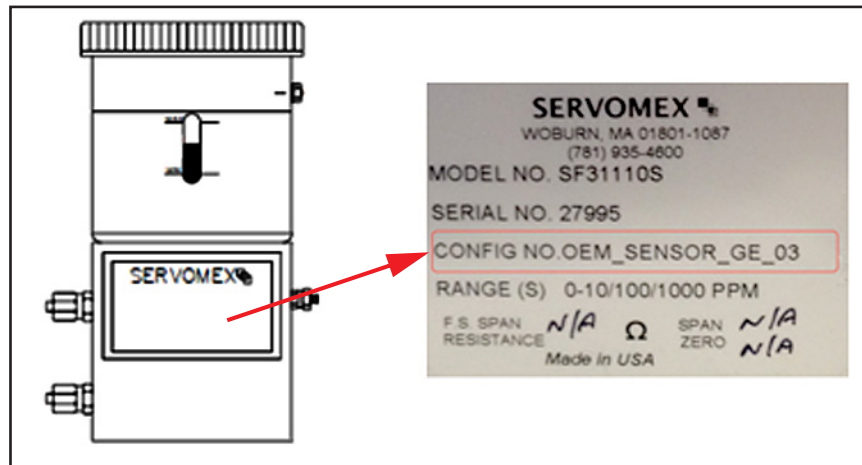 SERVOMEX
SERVOMEX
WOBURN, MA 01801-1087
(781) 935-4600
MODEL NO. SF31110S
SERIAL NO. 27995
CONFIG NO.OEM_SENSOR_GE_03
RANGE (S) 0-10/100/1000 PPM
F.S. SPAN RESISTANCE N/A Ω SPAN N/A
ZERO N/A
Made in USA